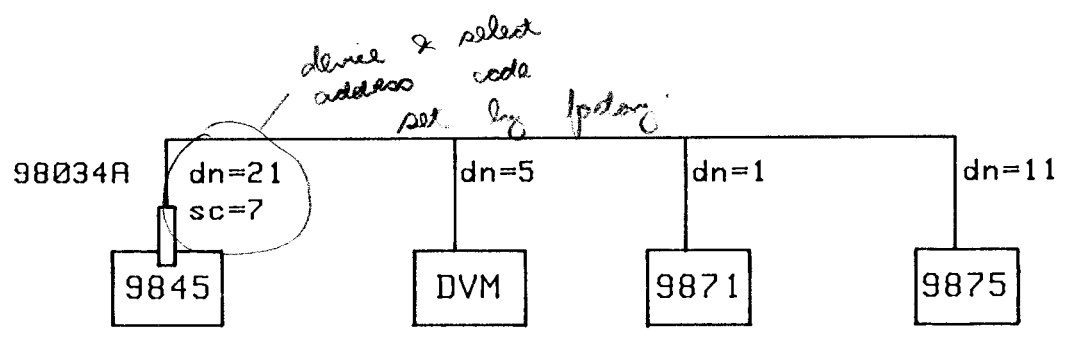 device & select
address code
set by factory.
98034A
dn=21
dn=5
dn=1
dn=11
sc=7
9845
DVM
9871
9875